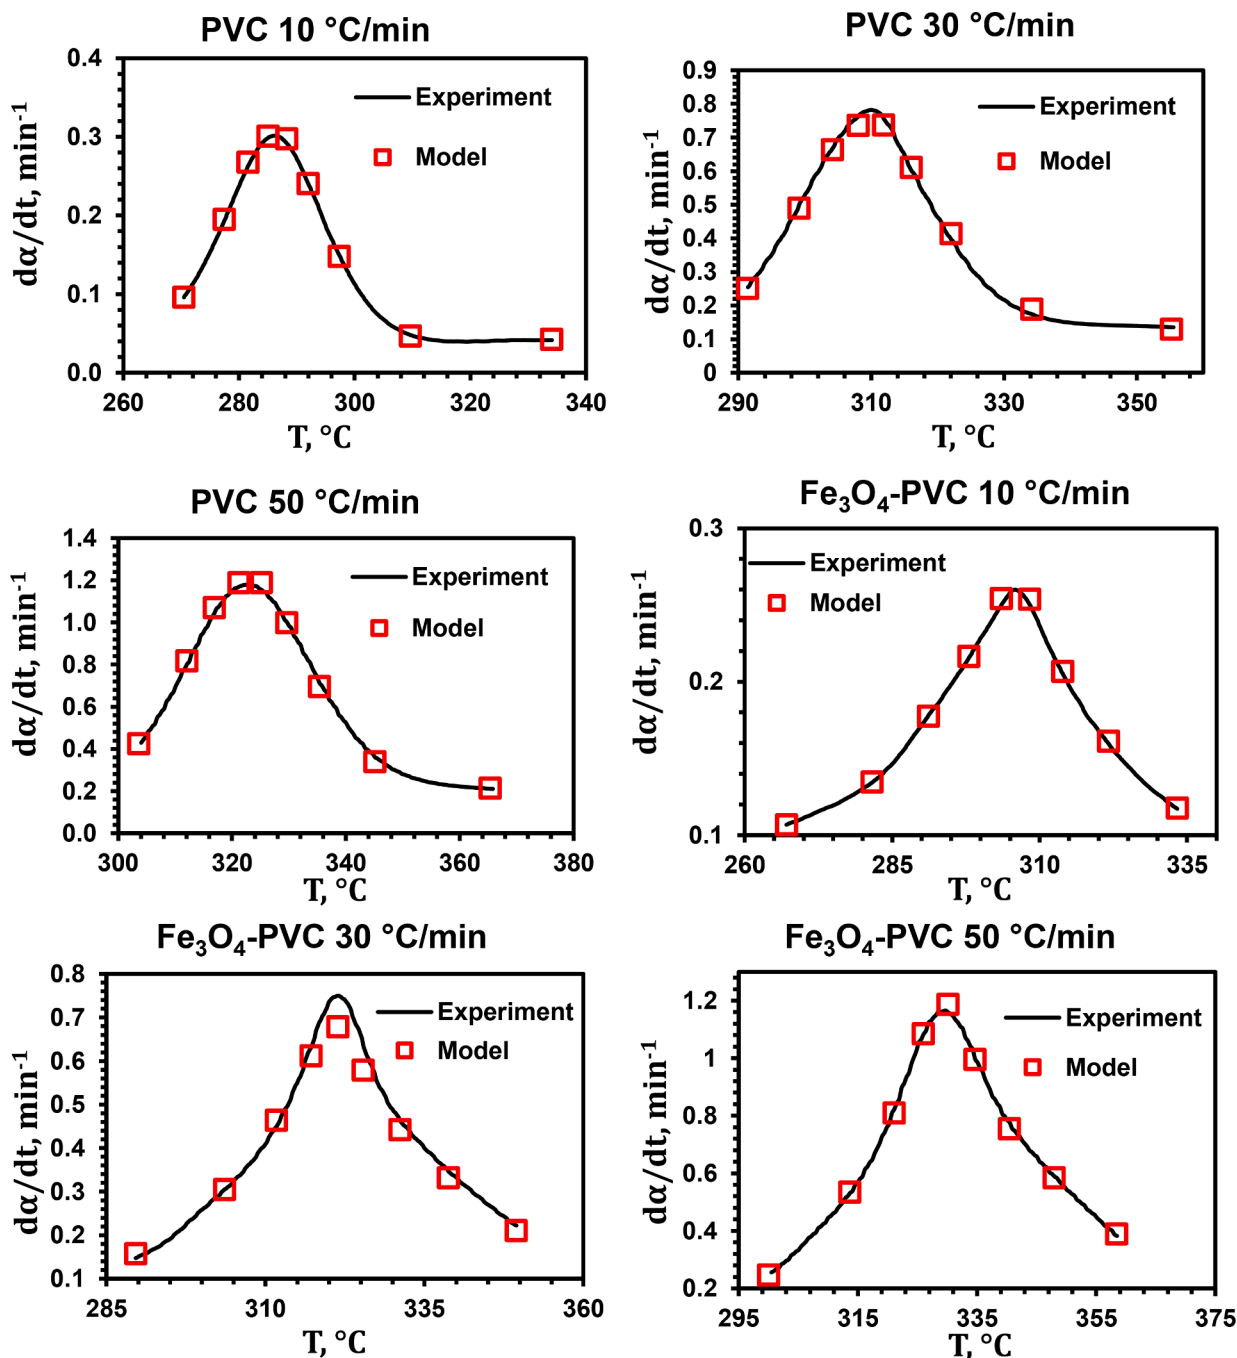 PVC 10 °C/min
0.4
0.3
0.2
0.1
0.0
260 280 300 320 340
dα/dt, min⁻¹
T, °C
Experiment
Model
PVC 30 °C/min
0.9
0.8
0.7
0.6
0.5
0.4
0.3
0.2
0.1
0
290 310 330 350
dα/dt, min⁻¹
T, °C
Experiment
Model
PVC 50 °C/min
1.4
1.2
1.0
0.8
0.6
0.4
0.2
0.0
300 320 340 360 380
dα/dt, min⁻¹
T, °C
Experiment
Model
Fe₃O₄-PVC 10 °C/min
0.3
0.2
0.1
260 285 310 335
dα/dt, min⁻¹
T, °C
Experiment
Model
Fe₃O₄-PVC 30 °C/min
0.8
0.7
0.6
0.5
0.4
0.3
0.2
0.1
285 310 335 360
dα/dt, min⁻¹
T, °C
Experiment
Model
Fe₃O₄-PVC 50 °C/min
1.2
1
0.8
0.6
0.4
0.2
295 315 335 355 375
dα/dt, min⁻¹
T, °C
Experiment
Model